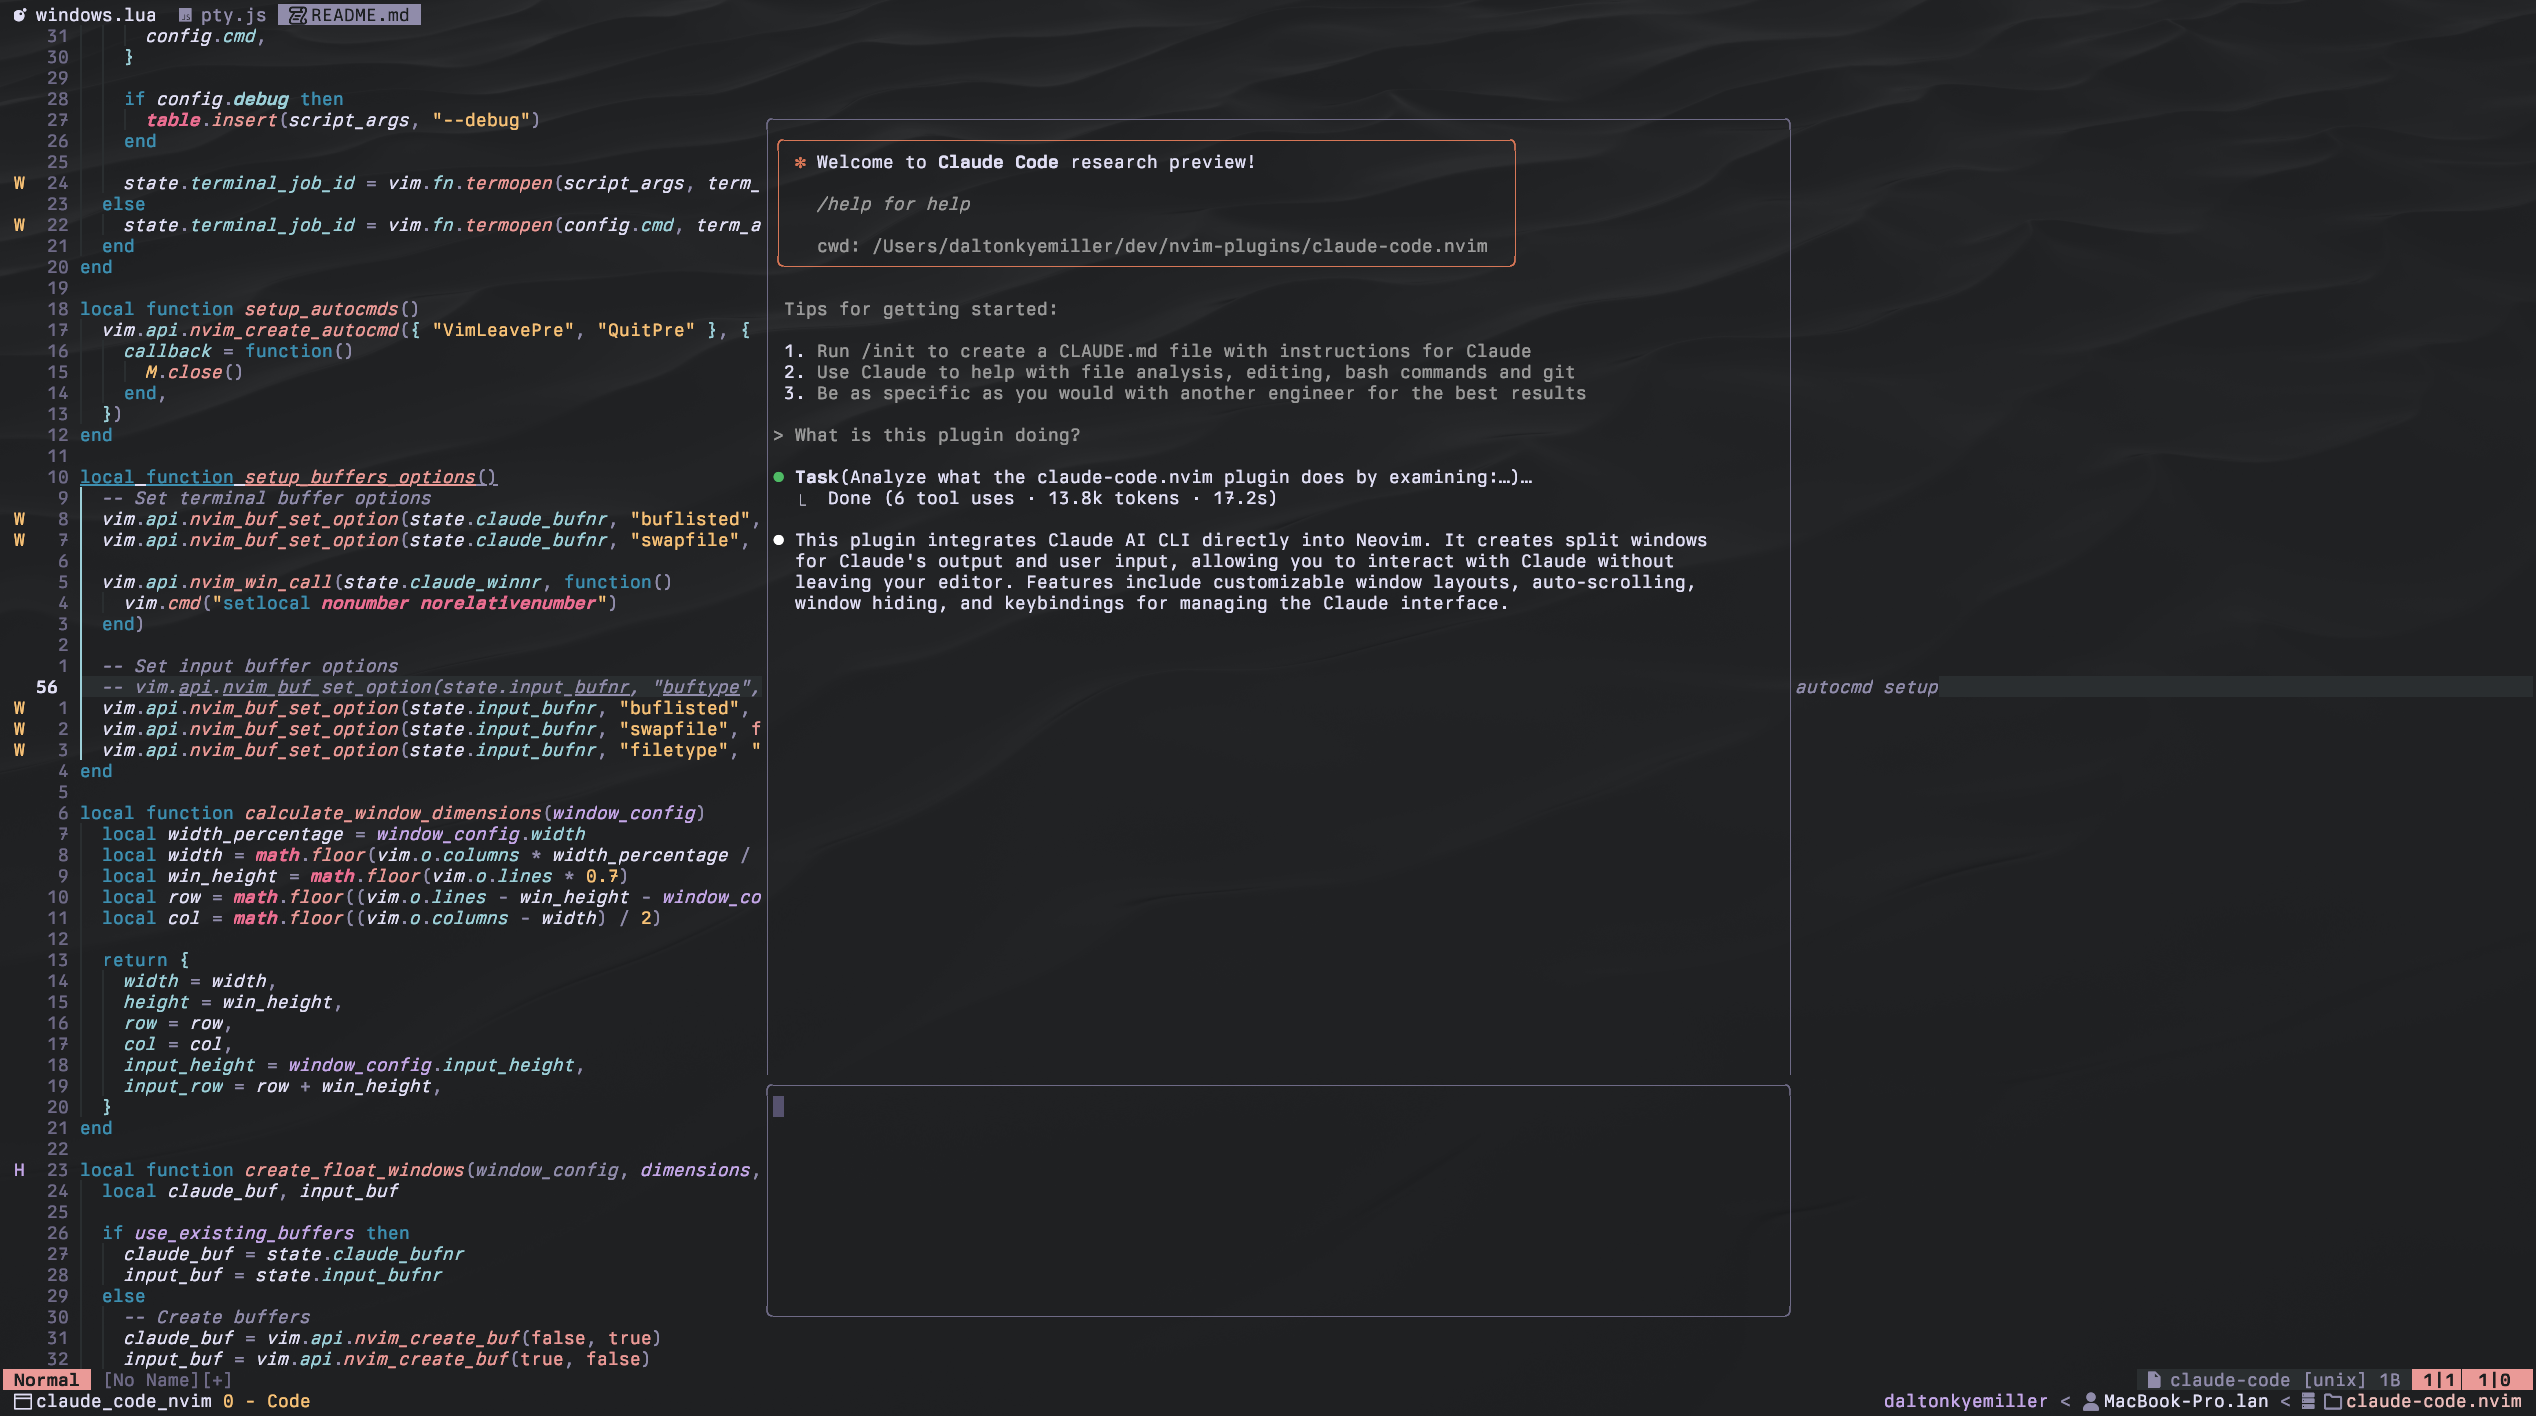 windows.lua pty.js README.md
31 config.cmd,
30 }
29
28 if config.debug then
27 table.insert(script_args, "--debug")
26 end
25
W 24 state.terminal_job_id = vim.fn.termopen(script_args, term_
23 else
W 22 state.terminal_job_id = vim.fn.termopen(config.cmd, term_a
21 end
20 end
19
18 local function setup_autocmds()
17 vim.api.nvim_create_autocmd({ "VimLeavePre", "QuitPre" }, {
16 callback = function()
15 M.close()
14 end,
13 })
12 end
11
10 local function setup_buffers_options()
9 -- Set terminal buffer options
W 8 vim.api.nvim_buf_set_option(state.claude_bufnr, "buflisted",
W 7 vim.api.nvim_buf_set_option(state.claude_bufnr, "swapfile",
6
5 vim.api.nvim_win_call(state.claude_winnr, function()
4 vim.cmd("setlocal nonumber norelativenumber")
3 end)
2
1 -- Set input buffer options
56 -- vim.api.nvim_buf_set_option(state.input_bufnr, "buftype",
W 1 vim.api.nvim_buf_set_option(state.input_bufnr, "buflisted",
W 2 vim.api.nvim_buf_set_option(state.input_bufnr, "swapfile", f
W 3 vim.api.nvim_buf_set_option(state.input_bufnr, "filetype", "
4 end
5
6 local function calculate_window_dimensions(window_config)
7 local width_percentage = window_config.width
8 local width = math.floor(vim.o.columns * width_percentage /
9 local win_height = math.floor(vim.o.lines * 0.7)
10 local row = math.floor((vim.o.lines - win_height - window_co
11 local col = math.floor((vim.o.columns - width) / 2)
12
13 return {
14 width = width,
15 height = win_height,
16 row = row,
17 col = col,
18 input_height = window_config.input_height,
19 input_row = row + win_height,
20 }
21 end
22
H 23 local function create_float_windows(window_config, dimensions,
24 local claude_buf, input_buf
25
26 if use_existing_buffers then
27 claude_buf = state.claude_bufnr
28 input_buf = state.input_bufnr
29 else
30 -- Create buffers
31 claude_buf = vim.api.nvim_create_buf(false, true)
32 input_buf = vim.api.nvim_create_buf(true, false)
* Welcome to Claude Code research preview!
/help for help
cwd: /Users/daltonkyemiller/dev/nvim-plugins/claude-code.nvim
Tips for getting started:
1. Run /init to create a CLAUDE.md file with instructions for Claude
2. Use Claude to help with file analysis, editing, bash commands and git
3. Be as specific as you would with another engineer for the best results
> What is this plugin doing?
● Task(Analyze what the claude-code.nvim plugin does by examining:…)…
⎿ Done (6 tool uses · 13.8k tokens · 17.2s)
● This plugin integrates Claude AI CLI directly into Neovim. It creates split windows
for Claude's output and user input, allowing you to interact with Claude without
leaving your editor. Features include customizable window layouts, auto-scrolling,
window hiding, and keybindings for managing the Claude interface.
autocmd setup
Normal [No Name][+] claude-code [unix] 1B 1|1 1|0
claude_code_nvim 0 - Code daltonkyemiller < MacBook-Pro.lan < claude-code.nvim